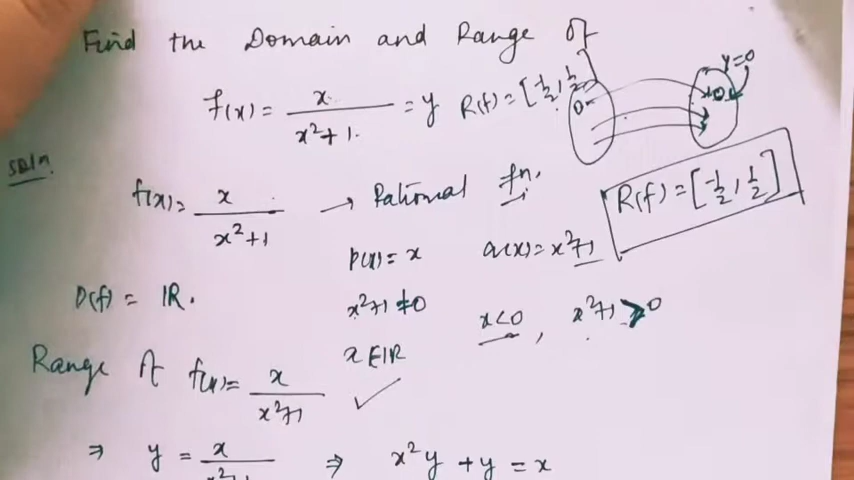 Find the Domain and Range of
f(x) = x / x²+1 = y R(f) = [-1/2, 1/2]
y=0
0
0
Soln.
f(x) = x / x²+1 → Rational fn.
R(f) = [-1/2, 1/2]
p(x) = x q(x) = x²+1
D(f) = IR. x²+1 ≠ 0 x<0, x²+1 > 0
x ∈ IR
Range of f(x) = x / x²+1 ✓
⇒ y = x / x²+1 ⇒ x²y + y = x